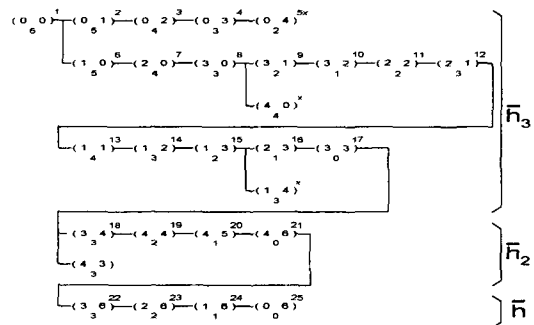 (0 0)1 (0 1)2 (0 2)3 (0 3)4 (0 4)5x
6 5 4 3 2
(1 0)6 (2 0)7 (3 0)8 (3 1)9 (3 2)10 (2 2)11 (2 1)12
5 4 3 2 1 2 3
(4 0)x
4
h̄3
(1 1)13 (1 2)14 (1 3)15 (2 3)16 (3 3)17
4 3 2 1 0
(1 4)x
3
(3 4)18 (4 4)19 (4 5)20 (4 6)21
3 2 1 0
h̄2
(4 3)
3
(3 6)22 (2 6)23 (1 6)24 (0 6)25
3 2 1 0
h̄